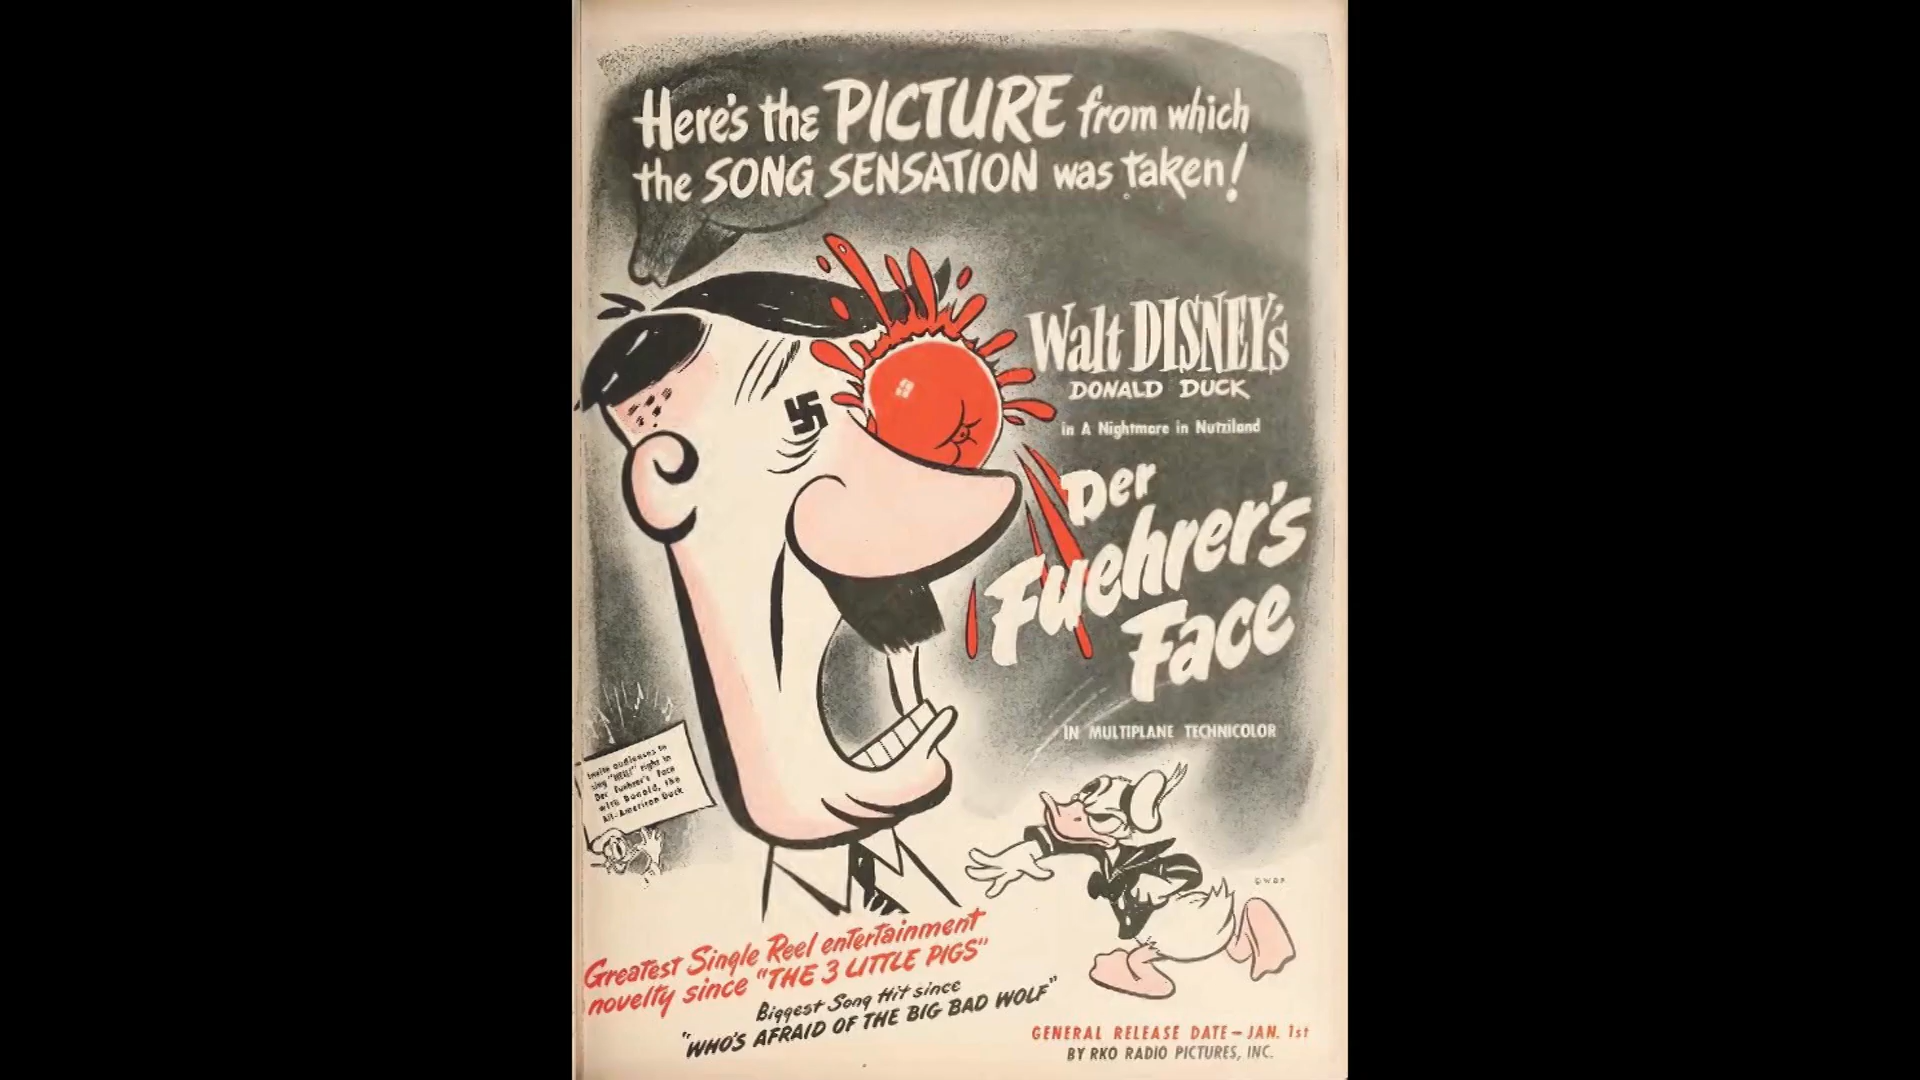 Here's the PICTURE from which
the SONG SENSATION was taken!
Walt DISNEY's
DONALD DUCK
in A Nightmare in Nutziland
Der
Fuehrer's
Face
IN MULTIPLANE TECHNICOLOR
Invite audiences to
sing "HEIL!" right in
Der Fuehrer's Face
with Donald, the
All-American Duck
G.W.D.P.
Greatest Single Reel entertainment
novelty since "THE 3 LITTLE PIGS"
Biggest Song Hit since
"WHO'S AFRAID OF THE BIG BAD WOLF"
GENERAL RELEASE DATE – JAN. 1st
BY RKO RADIO PICTURES, INC.